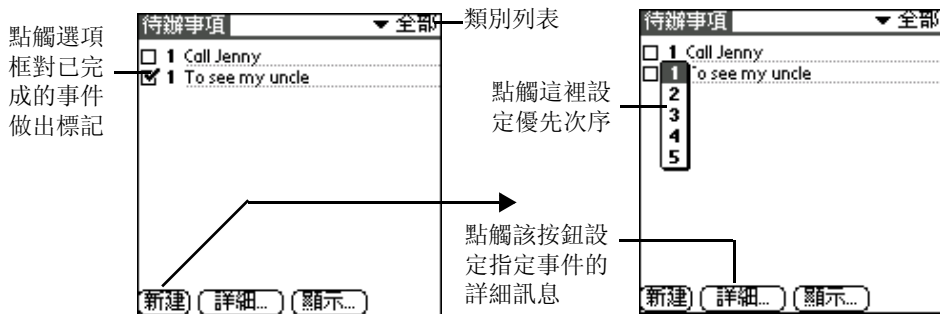 點觸選項
框對已完
成的事件
做出標記
待辦事項 ▼ 全部
1 Call Jenny
1 To see my uncle
新建 詳細... 顯示...
類別列表
點觸這裡設
定優先次序
點觸該按鈕設
定指定事件的
詳細訊息
待辦事項 ▼ 全部
1 Call Jenny
1 To see my uncle
2
3
4
5
新建 詳細... 顯示...